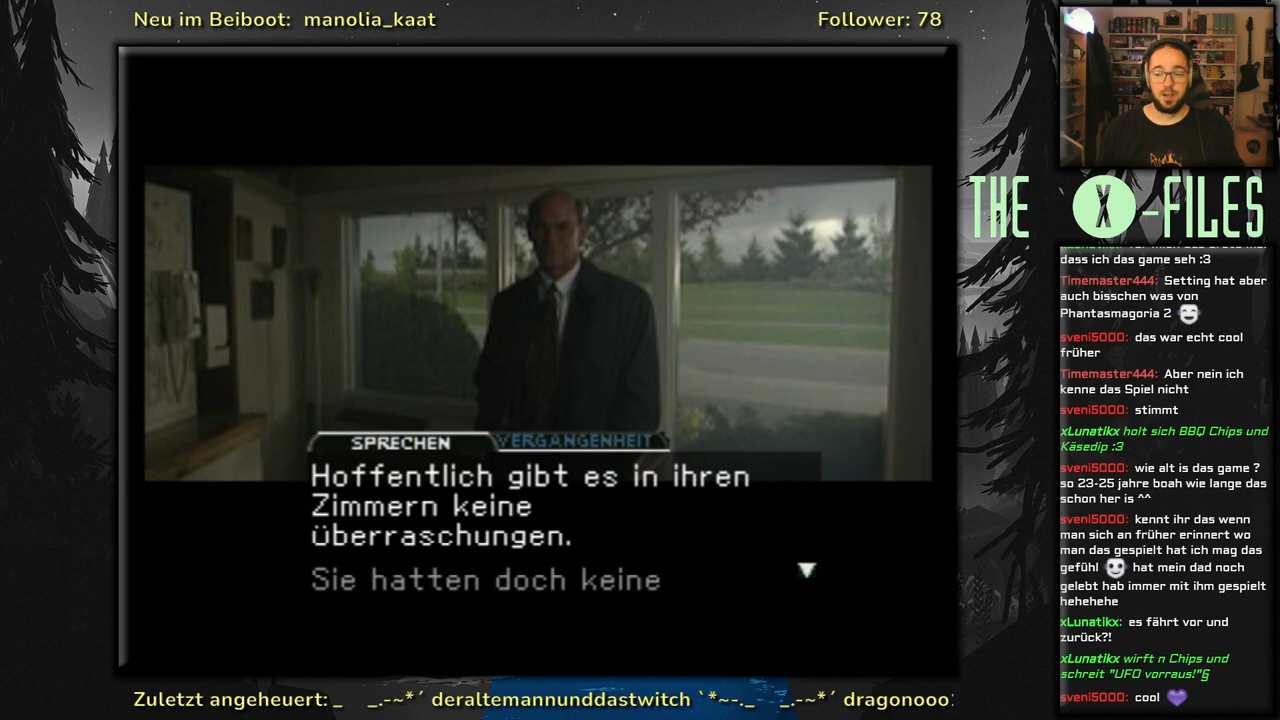 Neu im Beiboot: manolia_kaat
Follower: 78
THE X-FILES
SPRECHEN
VERGANGENHEIT
Hoffentlich gibt es in ihren
Zimmern keine
überraschungen.
Sie hatten doch keine
dass ich das game seh :3
Timemaster444: Setting hat aber
auch bisschen was von
Phantasmagoria 2
sveni5000: das war echt cool
früher
Timemaster444: Aber nein ich
kenne das Spiel nicht
sveni5000: stimmt
xLunatikx holt sich BBQ Chips und
Käsedip :3
sveni5000: wie alt is das game ?
so 23-25 jahre boah wie lange das
schon her is ^^
sveni5000: kennt ihr das wenn
man sich an früher erinnert wo
man das gespielt hat ich mag das
gefühl hat mein dad noch
gelebt hab immer mit ihm gespielt
hehehehe
xLunatikx: es fährt vor und
zurück?!
xLunatikx wirft n Chips und
schreit "UFO vorraus!"§
sveni5000: cool
Zuletzt angeheuert: _ _.-~*´ deraltemannunddastwitch `*~-._ _.-~*´ dragonooo